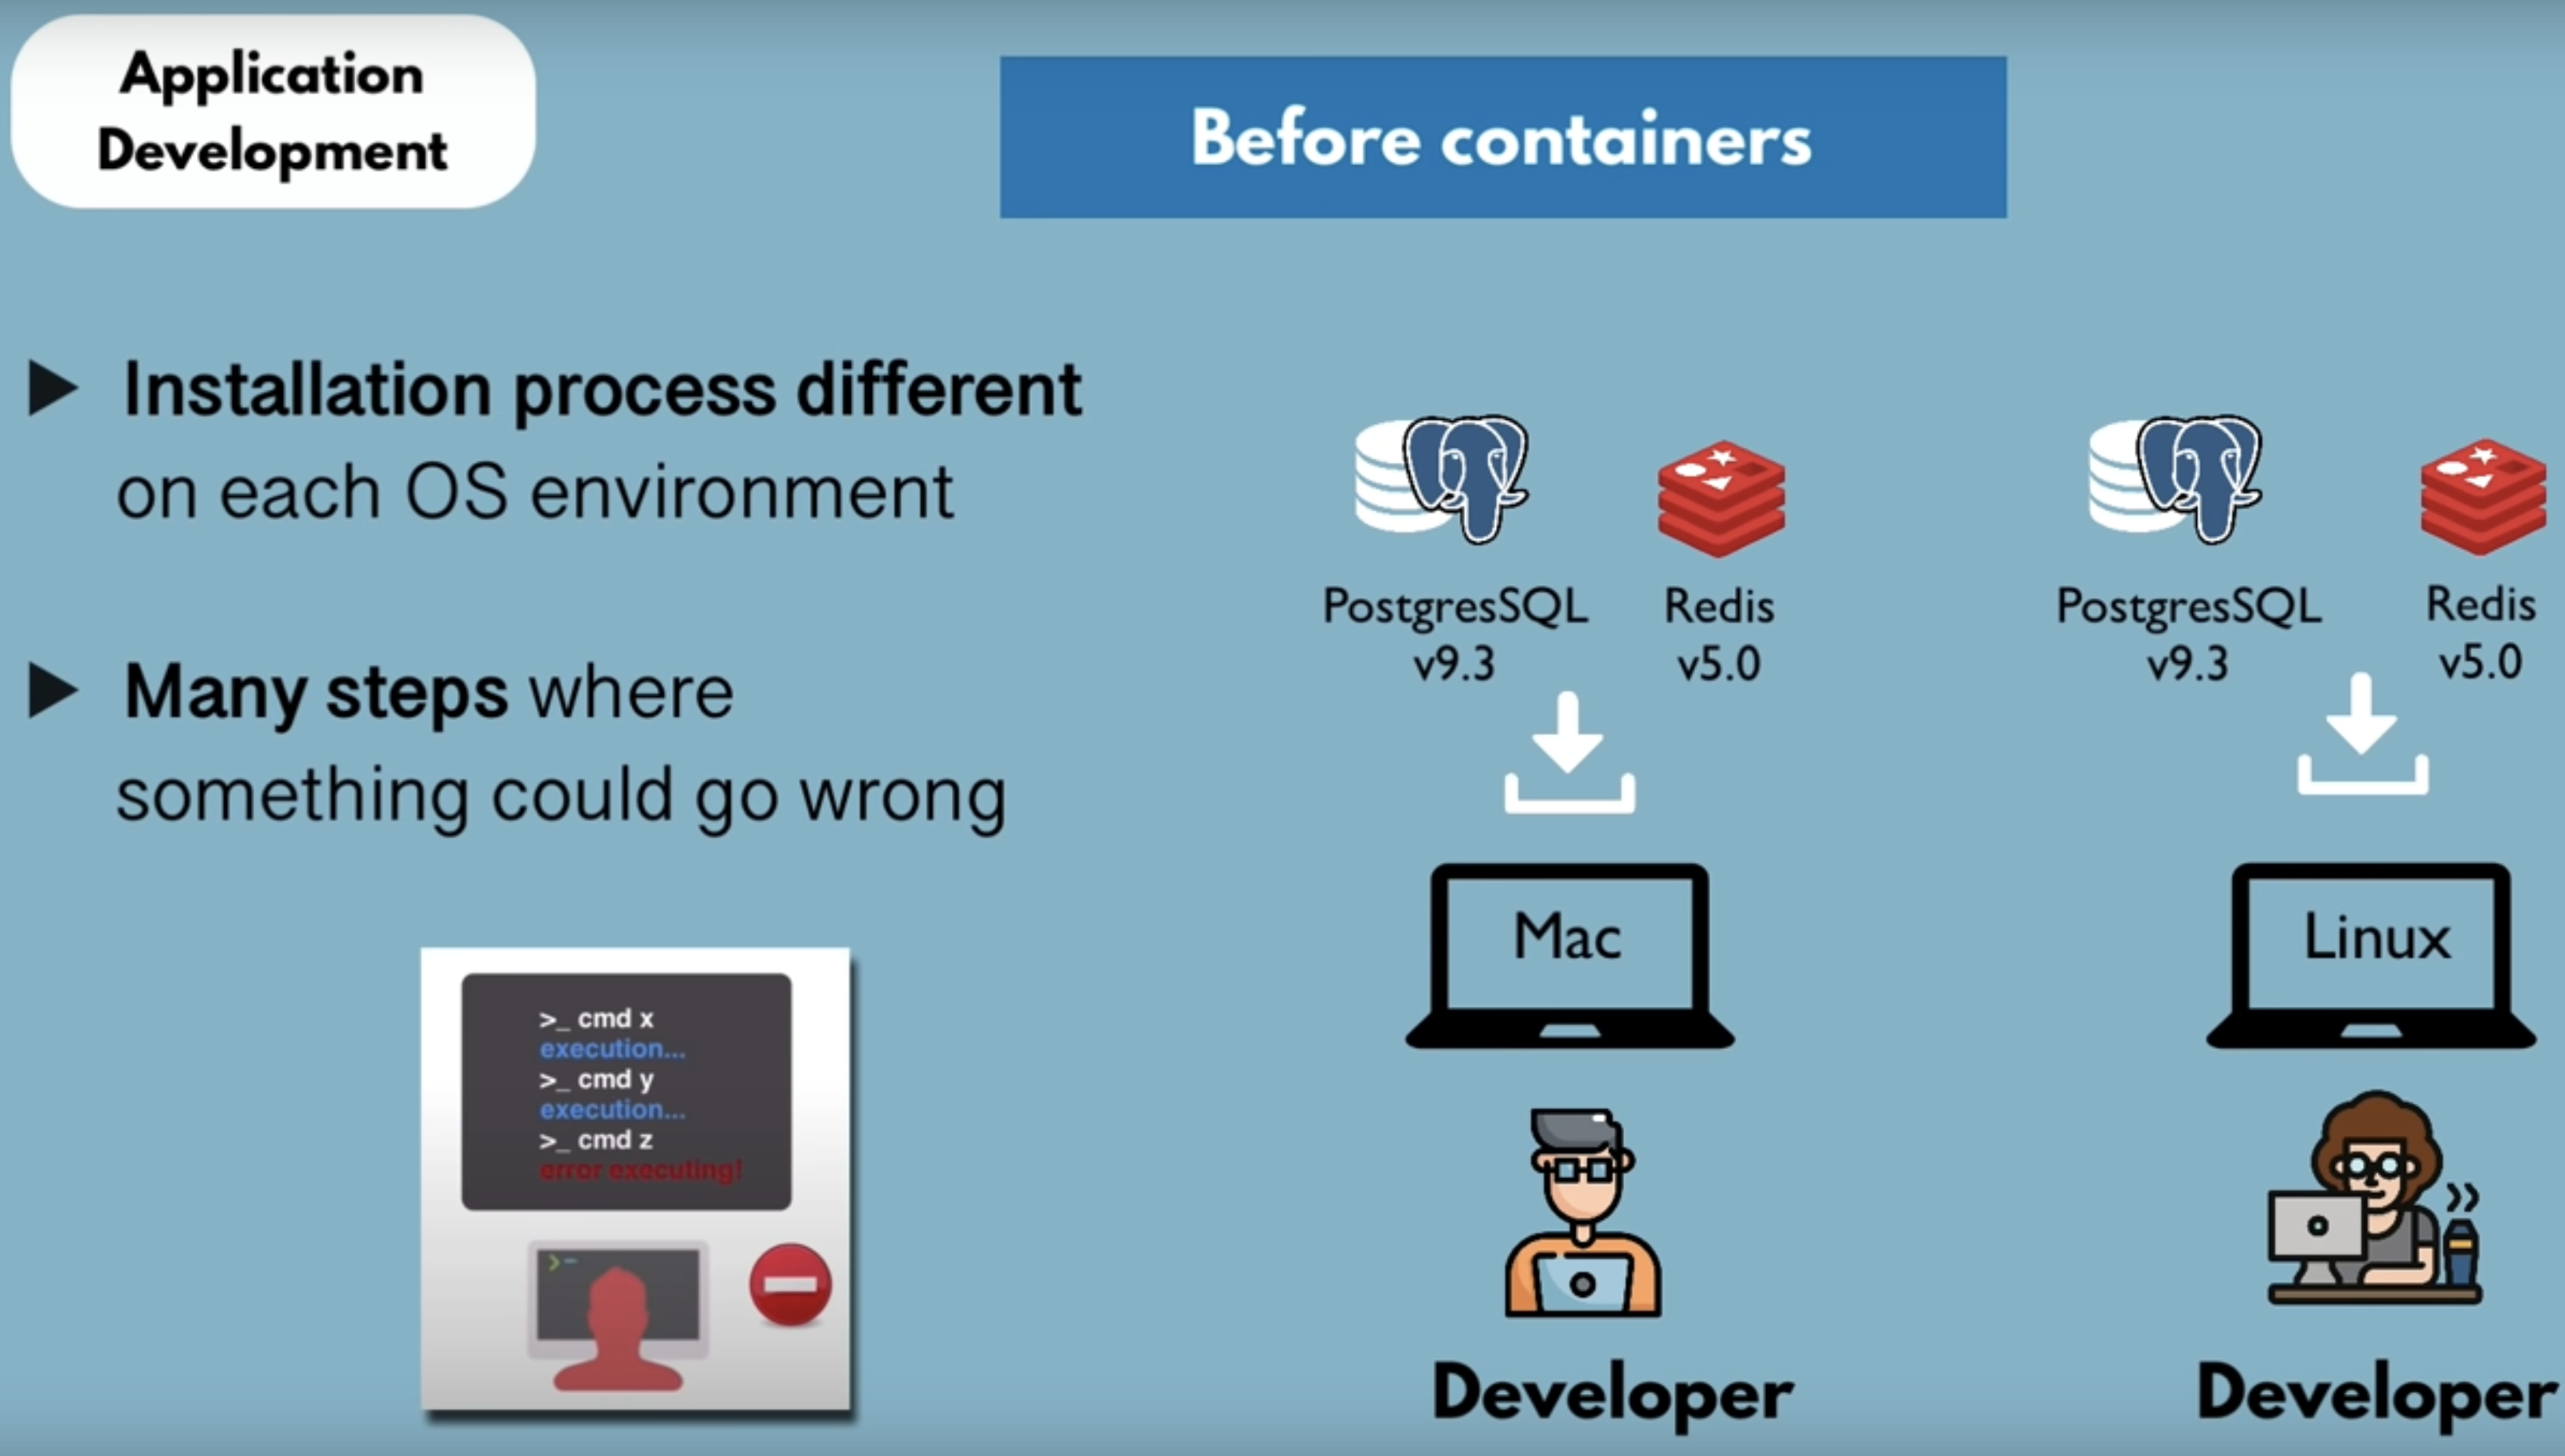 Application
Development
Before containers
Installation process different
on each OS environment
Many steps where
something could go wrong
>_ cmd x
execution...
>_ cmd y
execution...
>_ cmd z
error executing!
PostgresSQL
v9.3
Redis
v5.0
Mac
Developer
PostgresSQL
v9.3
Redis
v5.0
Linux
Developer